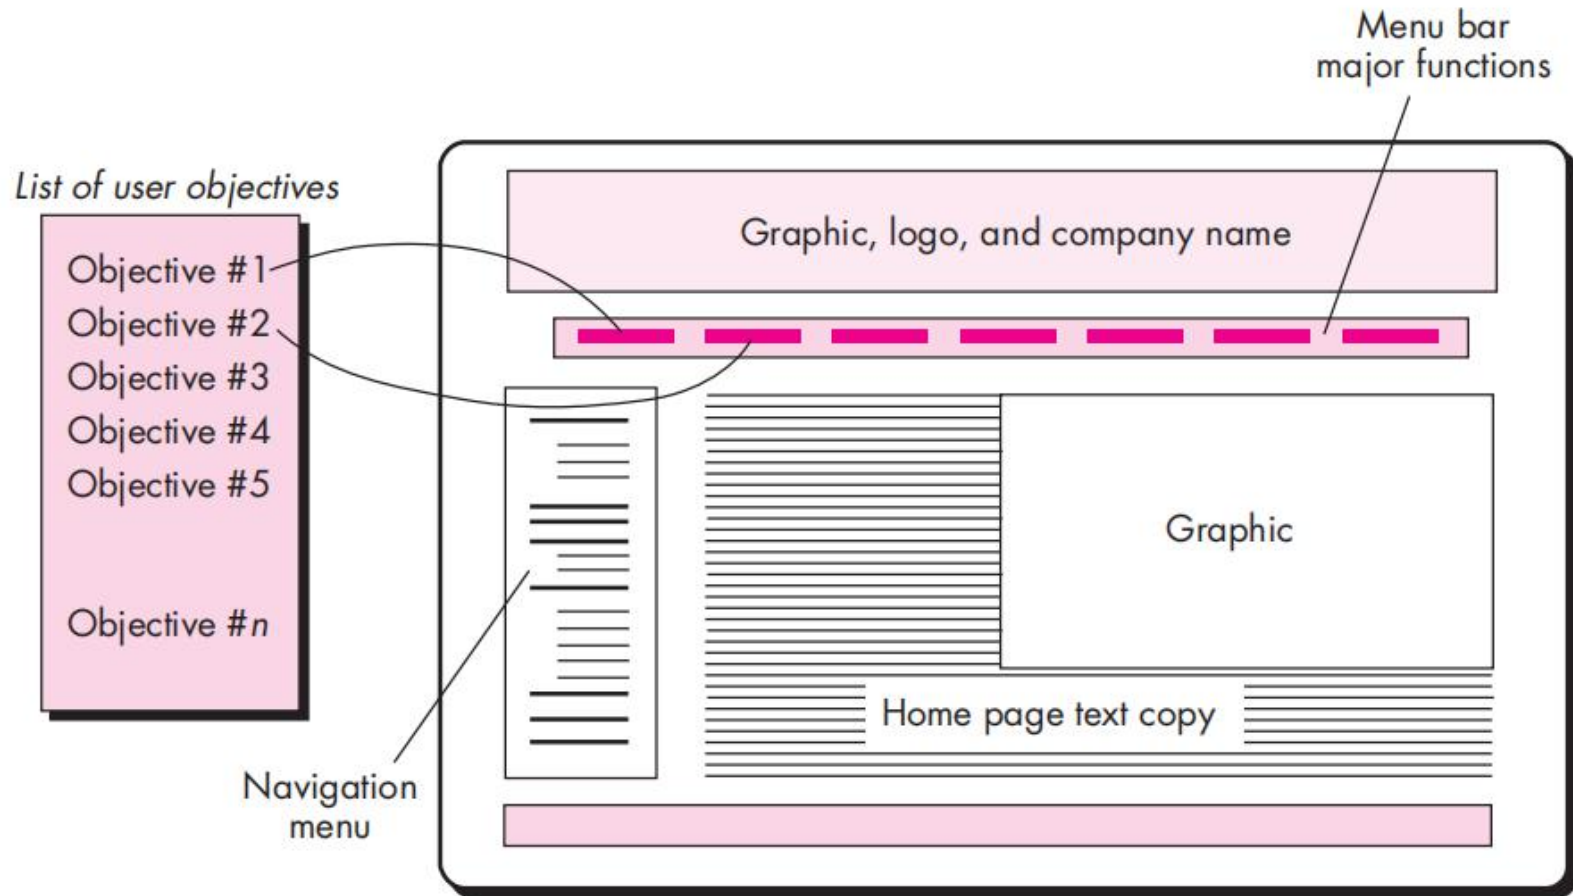 Menu bar
major functions
List of user objectives
Graphic, logo, and company name
Objective #1
Objective #2
Objective #3
Objective #4
Objective #5
Objective #n
Graphic
Home page text copy
Navigation
menu